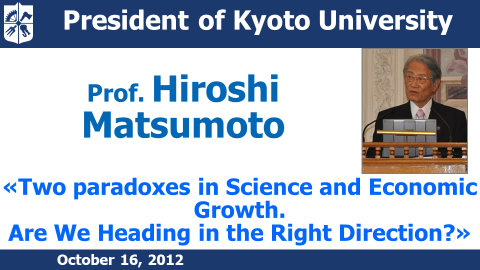 President of Kyoto University
Prof. Hiroshi
Matsumoto
«Two paradoxes in Science and Economic
Growth.
Are We Heading in the Right Direction?»
October 16, 2012